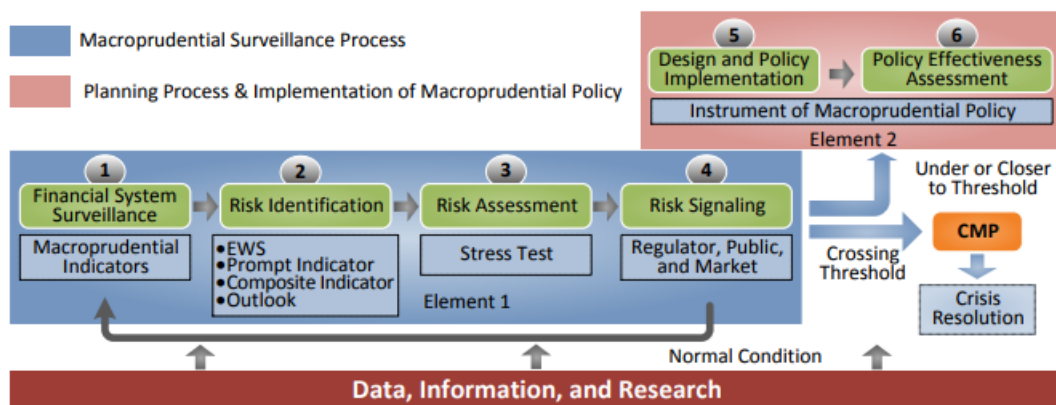 Macroprudential Surveillance Process
Planning Process & Implementation of Macroprudential Policy
5
6
Design and Policy
Implementation
Policy Effectiveness
Assessment
Instrument of Macroprudential Policy
Element 2
1
2
3
4
Financial System
Surveillance
Risk Identification
Risk Assessment
Risk Signaling
Macroprudential
Indicators
●EWS
●Prompt Indicator
●Composite Indicator
●Outlook
Stress Test
Regulator, Public,
and Market
Element 1
Under or Closer
to Threshold
Crossing
Threshold
CMP
Crisis
Resolution
Normal Condition
Data, Information, and Research